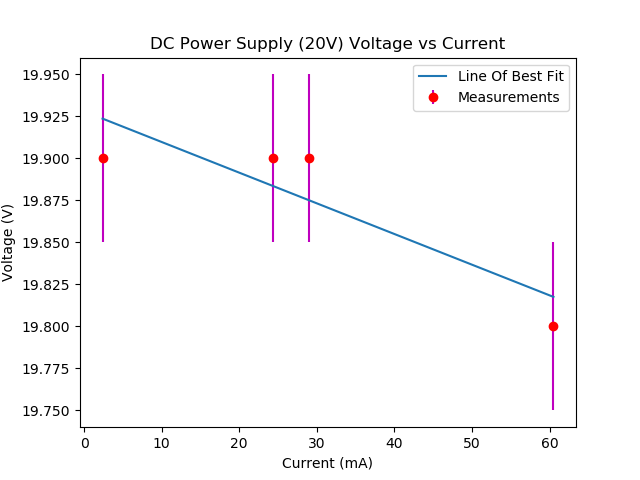 DC Power Supply (20V) Voltage vs Current
Line Of Best Fit
Measurements
19.950
19.925
19.900
19.875
19.850
19.825
19.800
19.775
19.750
Voltage (V)
0 10 20 30 40 50 60
Current (mA)